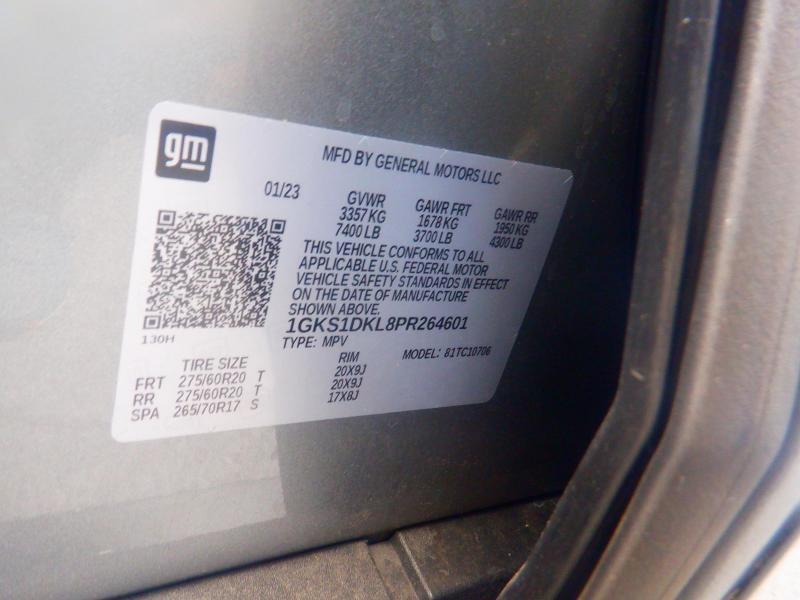 gm
MFD BY GENERAL MOTORS LLC
01/23
GVWR GAWR FRT GAWR RR
3357 KG 1678 KG 1950 KG
7400 LB 3700 LB 4300 LB
THIS VEHICLE CONFORMS TO ALL
APPLICABLE U.S. FEDERAL MOTOR
VEHICLE SAFETY STANDARDS IN EFFECT
ON THE DATE OF MANUFACTURE
SHOWN ABOVE.
1GKS1DKL8PR264601
130H
TYPE: MPV MODEL: 81TC10706
TIRE SIZE RIM
FRT 275/60R20 T 20X9J
RR 275/60R20 T 20X9J
SPA 265/70R17 S 17X8J